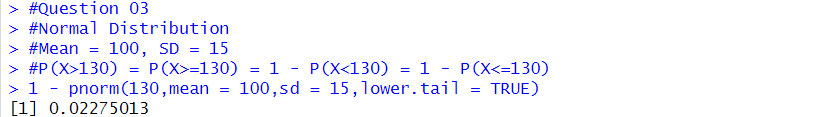 > #Question 03
> #Normal Distribution
> #Mean = 100, SD = 15
> #P(X>130) = P(X>=130) = 1 - P(X<130) = 1 - P(X<=130)
> 1 - pnorm(130,mean = 100,sd = 15,lower.tail = TRUE)
[1] 0.02275013